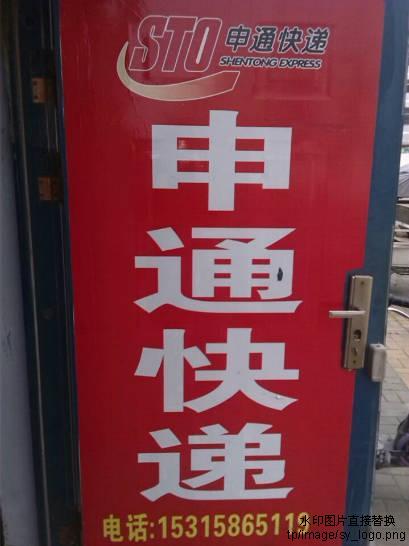 STO 申通快递
SHENTONG EXPRESS
申
通
快
递
电话:15315865112
水印图片直接替换
tp/image/sy_logo.png